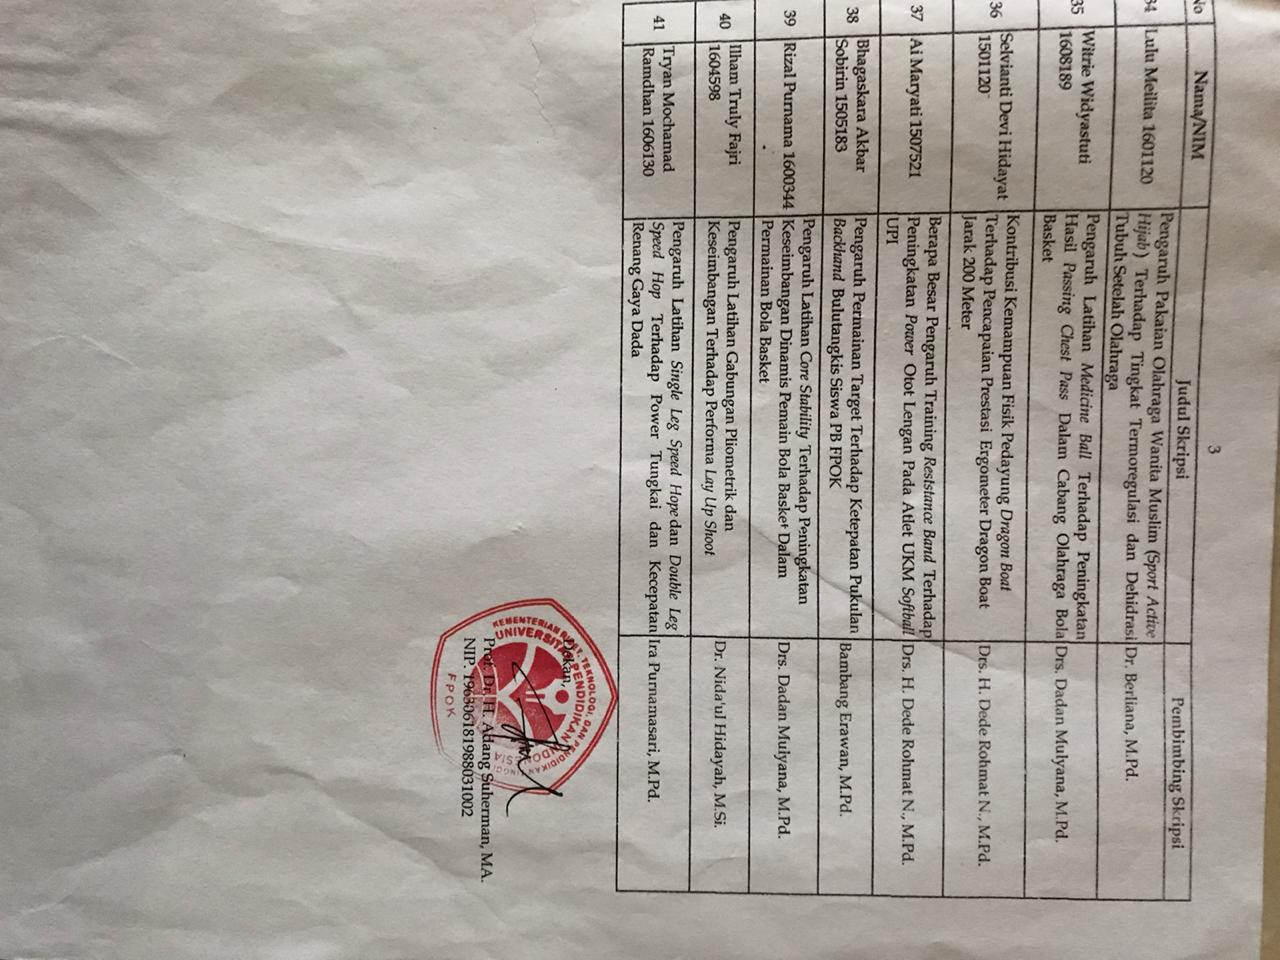 3
No Nama/NIM Judul Skripsi Pembimbing Skripsi
34 Lulu Meilita 1601120
Pengaruh Pakaian Olahraga Wanita Muslim (Sport Active
Hijab) Terhadap Tingkat Termoregulasi dan Dehidrasi
Tubuh Setelah Olahraga
Dr. Berliana, M.Pd.
35 Witrie Widyastuti
1608189
Pengaruh Latihan Medicine Ball Terhadap Peningkatan
Hasil Passing Chest Pass Dalam Cabang Olahraga Bola
Basket
Drs. Dadan Mulyana, M.Pd.
36 Selvianti Devi Hidayat
1501120
Kontribusi Kemampuan Fisik Pedayung Dragon Boat
Terhadap Pencapaian Prestasi Ergometer Dragon Boat
Jarak 200 Meter
Drs. H. Dede Rohmat N., M.Pd.
37 Ai Maryati 1507521
Berapa Besar Pengaruh Training Reststance Band Terhadap
Peningkatan Power Otot Lengan Pada Atlet UKM Softball
UPI
Drs. H. Dede Rohmat N., M.Pd.
38 Bhagaskara Akbar
Sobirin 1505183
Pengaruh Permainan Target Terhadap Ketepatan Pukulan
Backhand Bulutangkis Siswa PB FPOK
Bambang Erawan, M.Pd.
39 Rizal Purnama 1600344
Pengaruh Latihan Core Stability Terhadap Peningkatan
Keseimbangan Dinamis Pemain Bola Basket Dalam
Permainan Bola Basket
Drs. Dadan Mulyana, M.Pd.
40 Ilham Truly Fajri
1604598
Pengaruh Latihan Gabungan Pliometrik dan
Keseimbangan Terhadap Performa Lay Up Shoot
Dr. Nida'ul Hidayah, M.Si.
41 Tryan Mochamad
Ramdhan 1606130
Pengaruh Latihan Single Leg Speed Hope dan Double Leg
Speed Hop Terhadap Power Tungkai dan Kecepatan
Renang Gaya Dada
Ira Purnamasari, M.Pd.
Dekan,
KEMENTERIAN RISET, TEKNOLOGI, DAN PENDIDIKAN TINGGI
UNIVERSITAS PENDIDIKAN INDONESIA
FPOK
Prof. Dr. H. Adang Suherman, MA.
NIP. 196306181988031002